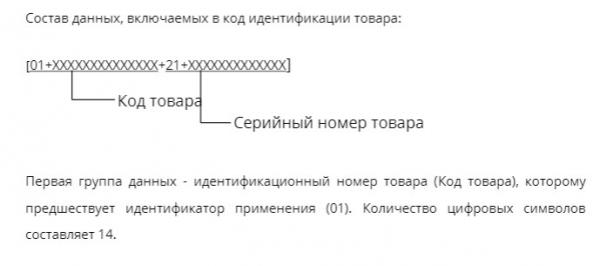 Состав данных, включаемых в код идентификации товара:
[01+XXXXXXXXXXXXXX+21+XXXXXXXXXXXXX]
Код товара
Серийный номер товара
Первая группа данных - идентификационный номер товара (Код товара), которому
предшествует идентификатор применения (01). Количество цифровых символов
составляет 14.